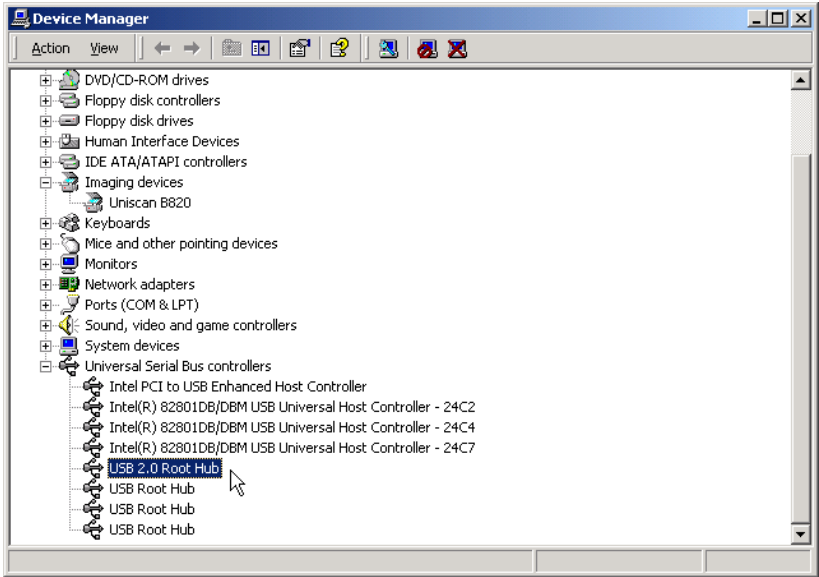 Device Manager
Action View
DVD/CD-ROM drives
Floppy disk controllers
Floppy disk drives
Human Interface Devices
IDE ATA/ATAPI controllers
Imaging devices
Uniscan B820
Keyboards
Mice and other pointing devices
Monitors
Network adapters
Ports (COM & LPT)
Sound, video and game controllers
System devices
Universal Serial Bus controllers
Intel PCI to USB Enhanced Host Controller
Intel(R) 82801DB/DBM USB Universal Host Controller - 24C2
Intel(R) 82801DB/DBM USB Universal Host Controller - 24C4
Intel(R) 82801DB/DBM USB Universal Host Controller - 24C7
USB 2.0 Root Hub
USB Root Hub
USB Root Hub
USB Root Hub